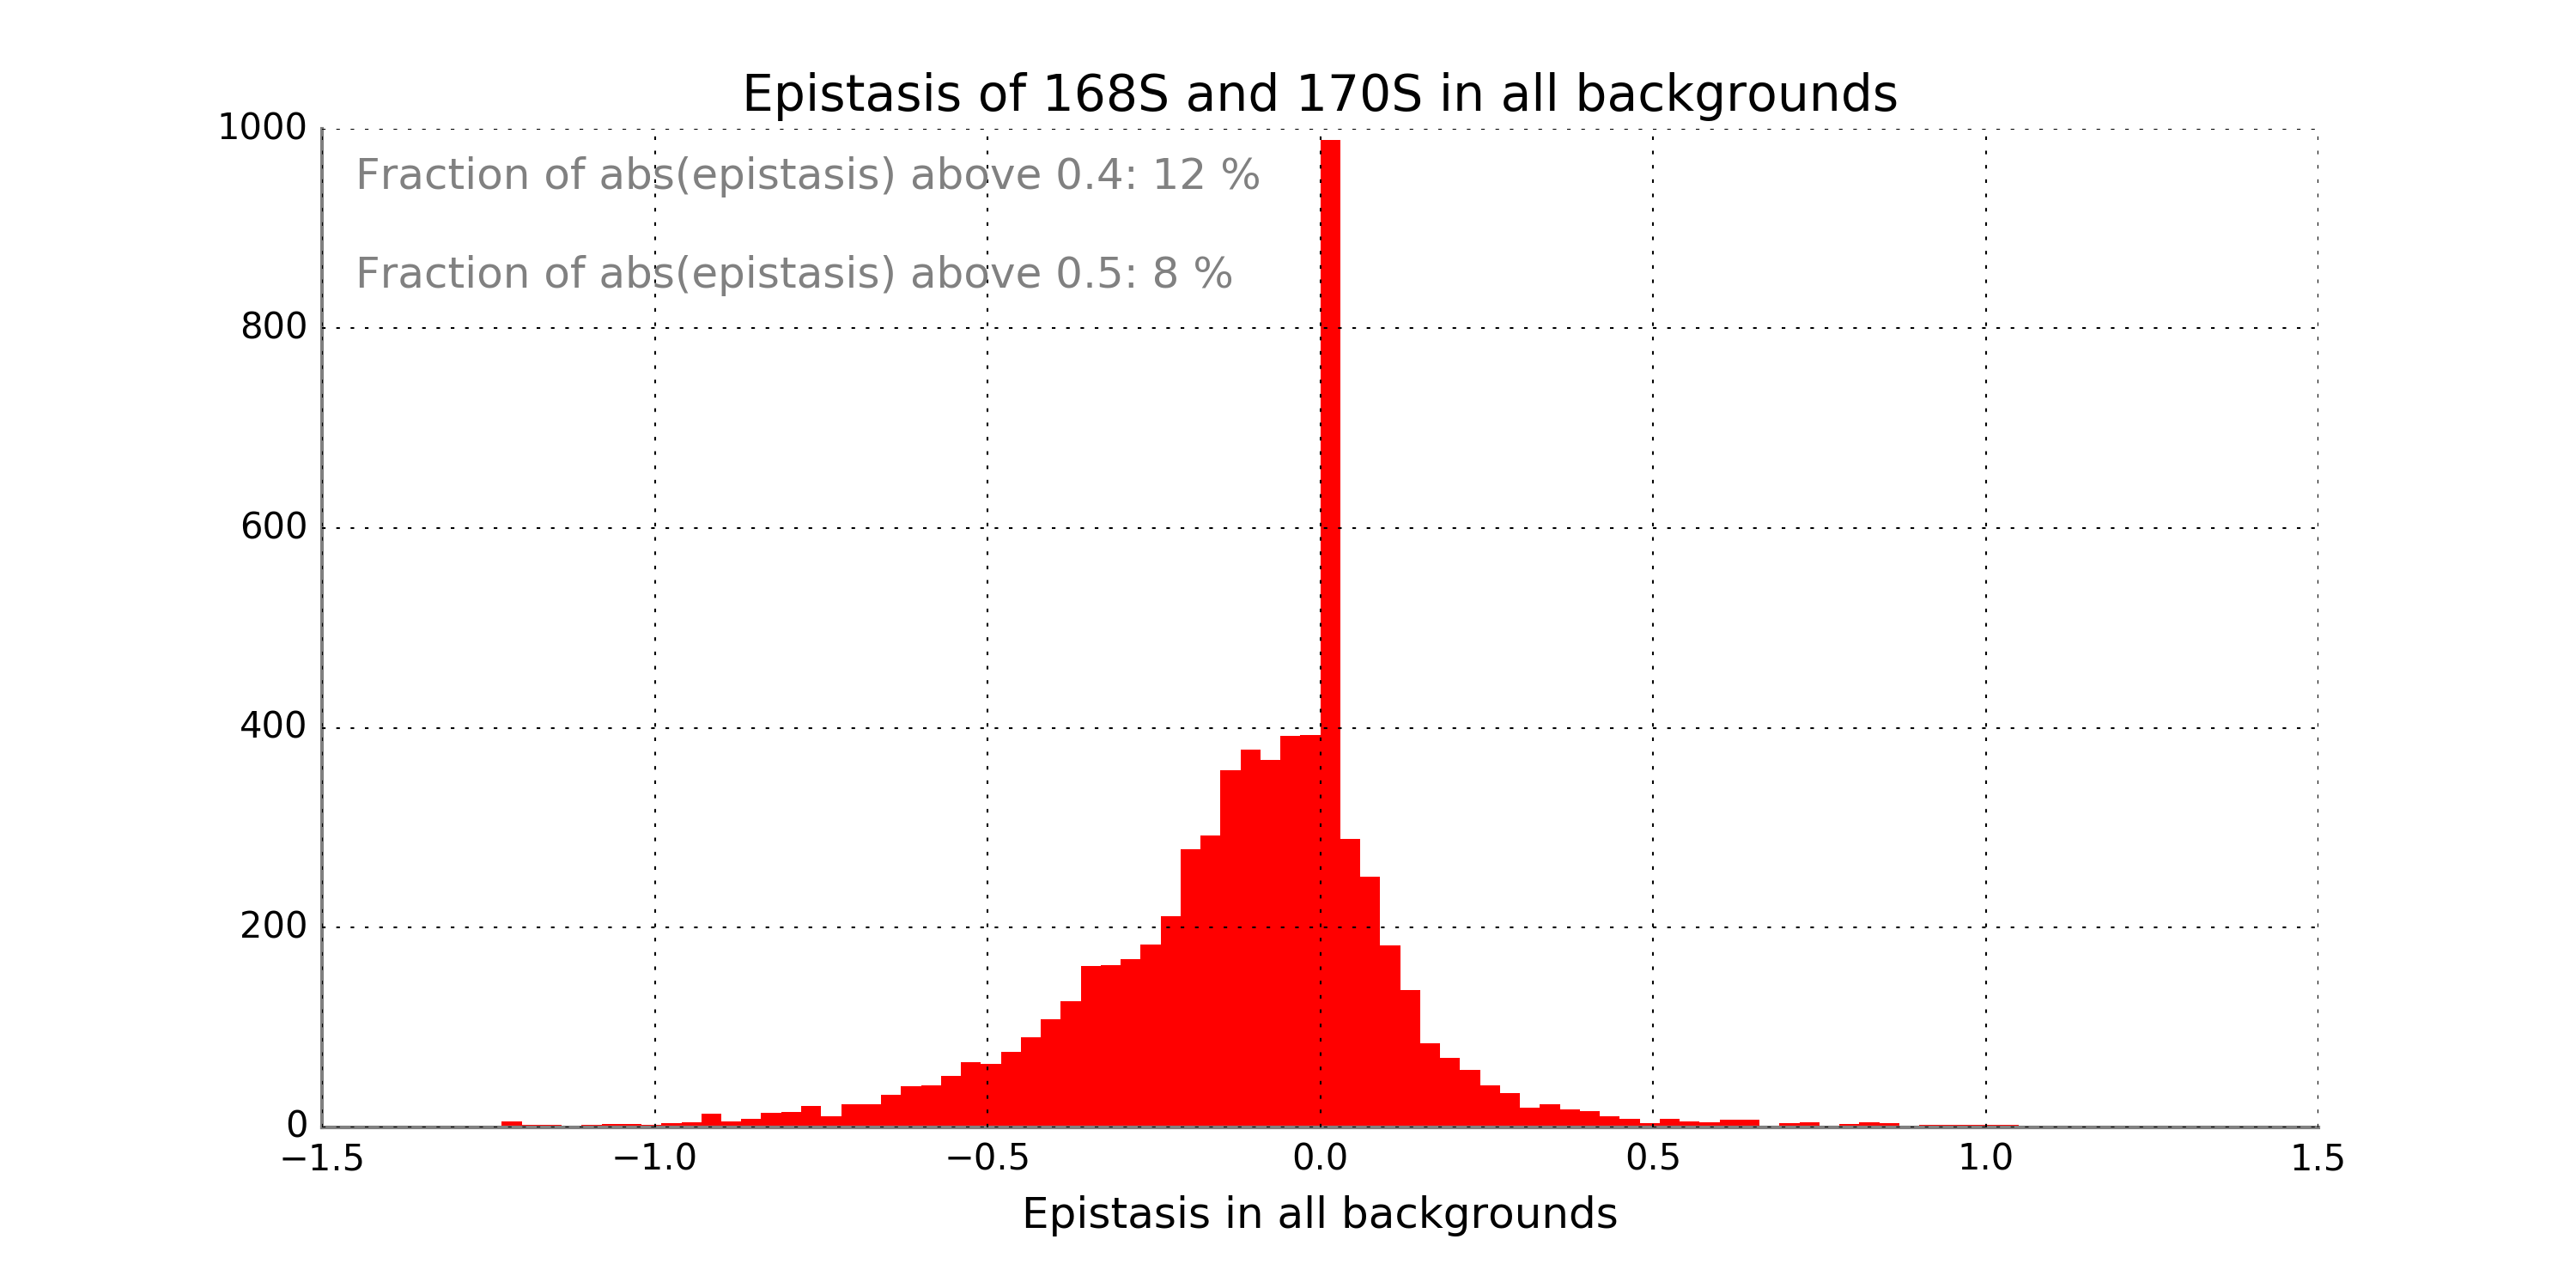 Epistasis of 168S and 170S in all backgrounds
1000
Fraction of abs(epistasis) above 0.4: 12 %
Fraction of abs(epistasis) above 0.5: 8 %
800
600
400
200
0
−1.5 −1.0 −0.5 0.0 0.5 1.0 1.5
Epistasis in all backgrounds